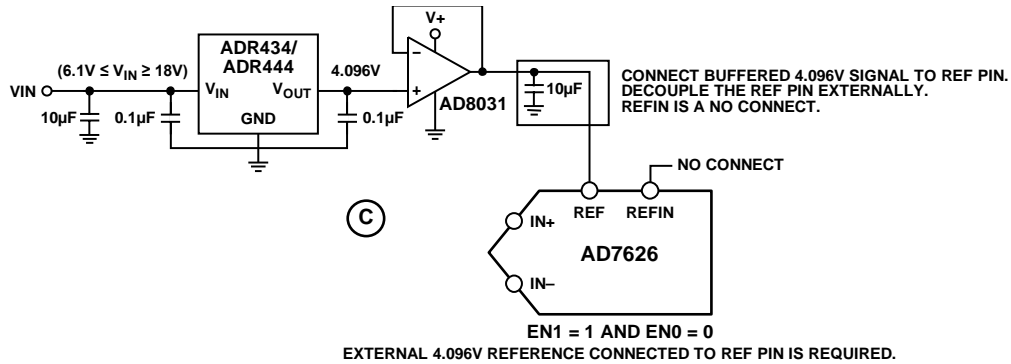 V+
ADR434/
ADR444
(6.1V ≤ VIN ≥ 18V)
4.096V
–
VIN
VIN
VOUT
+
10µF
CONNECT BUFFERED 4.096V SIGNAL TO REF PIN.
DECOUPLE THE REF PIN EXTERNALLY.
REFIN IS A NO CONNECT.
AD8031
10µF
0.1µF
GND
0.1µF
NO CONNECT
C
REF
REFIN
IN+
AD7626
IN–
EN1 = 1 AND EN0 = 0
EXTERNAL 4.096V REFERENCE CONNECTED TO REF PIN IS REQUIRED.